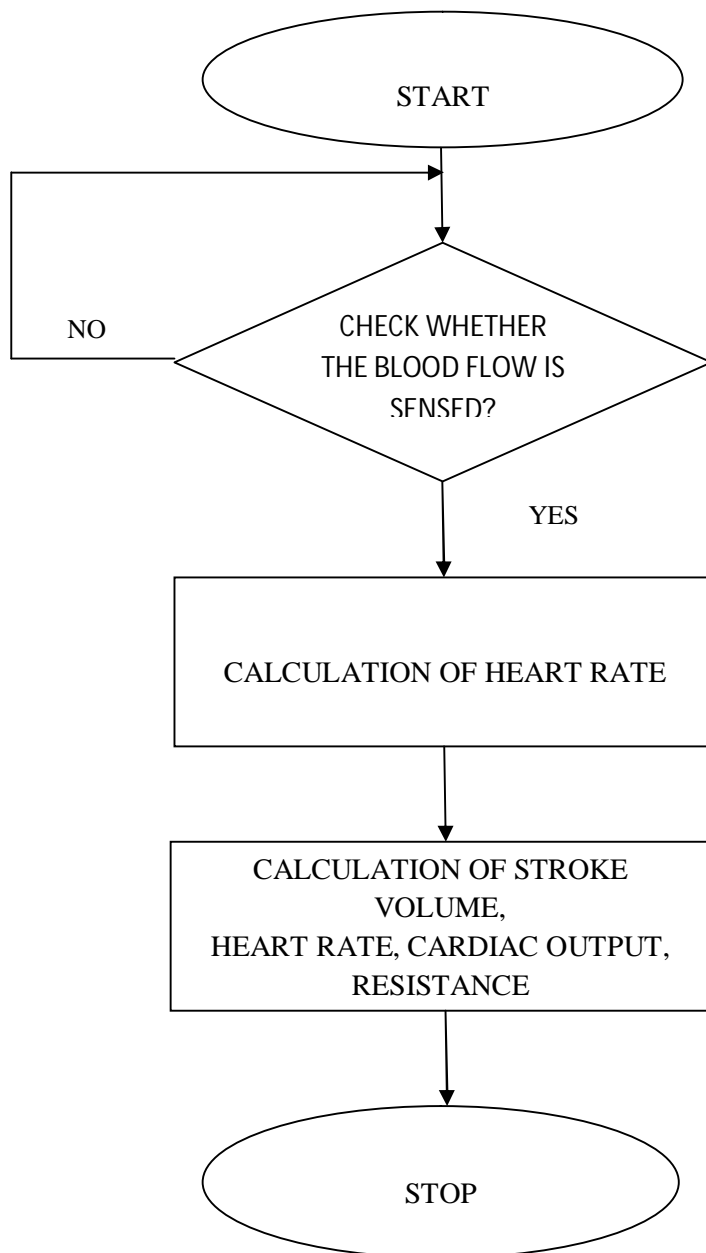 START
NO
CHECK WHETHER
THE BLOOD FLOW IS
SENSED?
YES
CALCULATION OF HEART RATE
CALCULATION OF STROKE
VOLUME,
HEART RATE, CARDIAC OUTPUT,
RESISTANCE
STOP